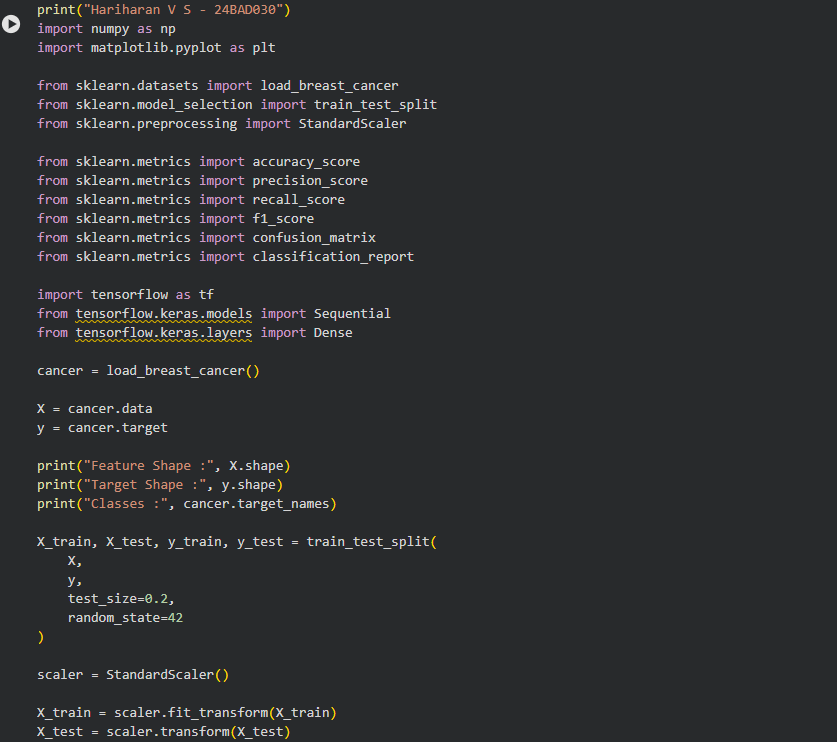 print("Hariharan V S - 24BAD030")
import numpy as np
import matplotlib.pyplot as plt
from sklearn.datasets import load_breast_cancer
from sklearn.model_selection import train_test_split
from sklearn.preprocessing import StandardScaler
from sklearn.metrics import accuracy_score
from sklearn.metrics import precision_score
from sklearn.metrics import recall_score
from sklearn.metrics import f1_score
from sklearn.metrics import confusion_matrix
from sklearn.metrics import classification_report
import tensorflow as tf
from tensorflow.keras.models import Sequential
from tensorflow.keras.layers import Dense
cancer = load_breast_cancer()
X = cancer.data
y = cancer.target
print("Feature Shape :", X.shape)
print("Target Shape :", y.shape)
print("Classes :", cancer.target_names)
X_train, X_test, y_train, y_test = train_test_split(
    X,
    y,
    test_size=0.2,
    random_state=42
)
scaler = StandardScaler()
X_train = scaler.fit_transform(X_train)
X_test = scaler.transform(X_test)